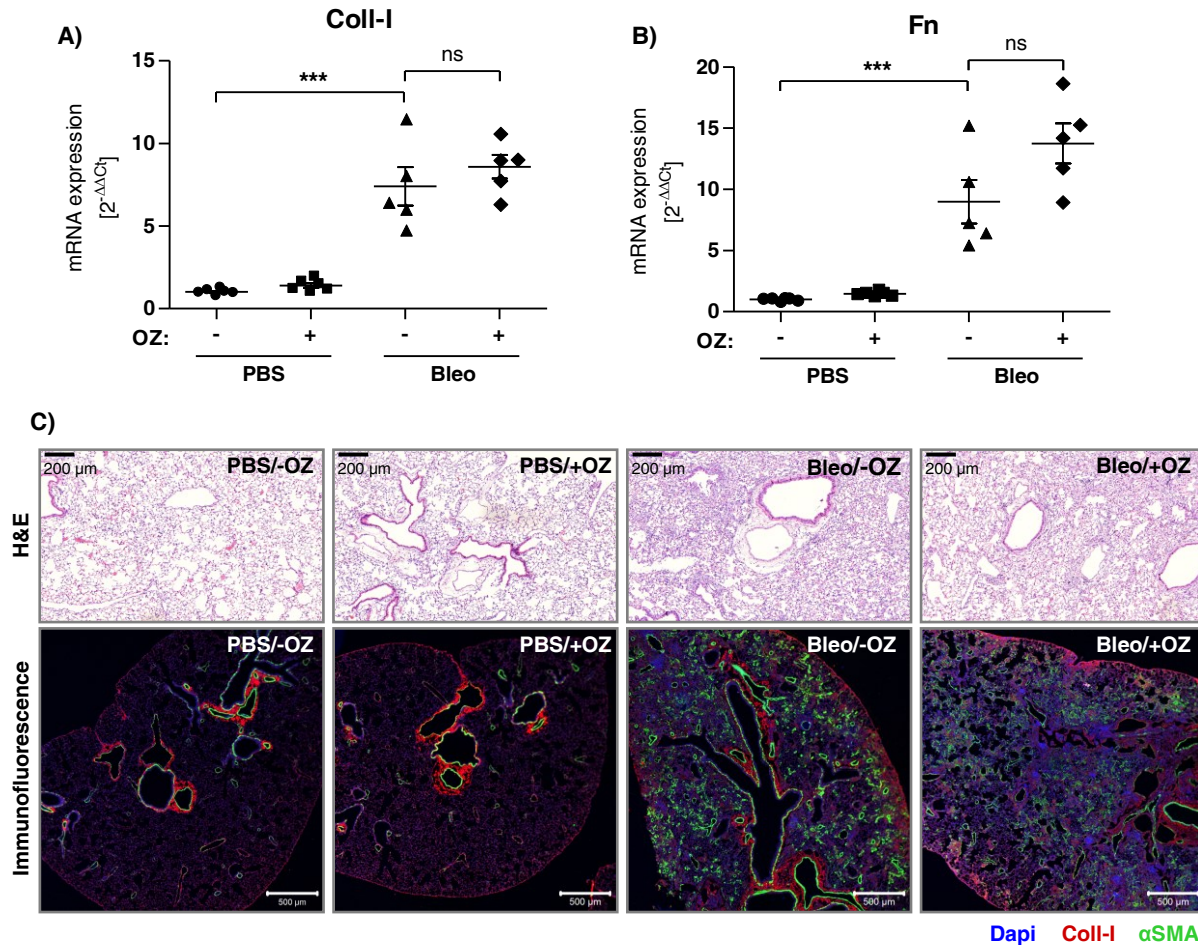 Coll-I
A)
15
10
5
0
mRNA expression
[2-ΔΔCt]
***
ns
OZ: - + - +
PBS Bleo
Fn
B)
20
15
10
5
0
mRNA expression
[2-ΔΔCt]
***
ns
OZ: - + - +
PBS Bleo
C)
H&E
200 µm PBS/-OZ
200 µm PBS/+OZ
200 µm Bleo/-OZ
200 µm Bleo/+OZ
Immunofluorescence
PBS/-OZ
500 µm
PBS/+OZ
500 µm
Bleo/-OZ
500 µm
Bleo/+OZ
500 µm
Dapi Coll-I αSMA